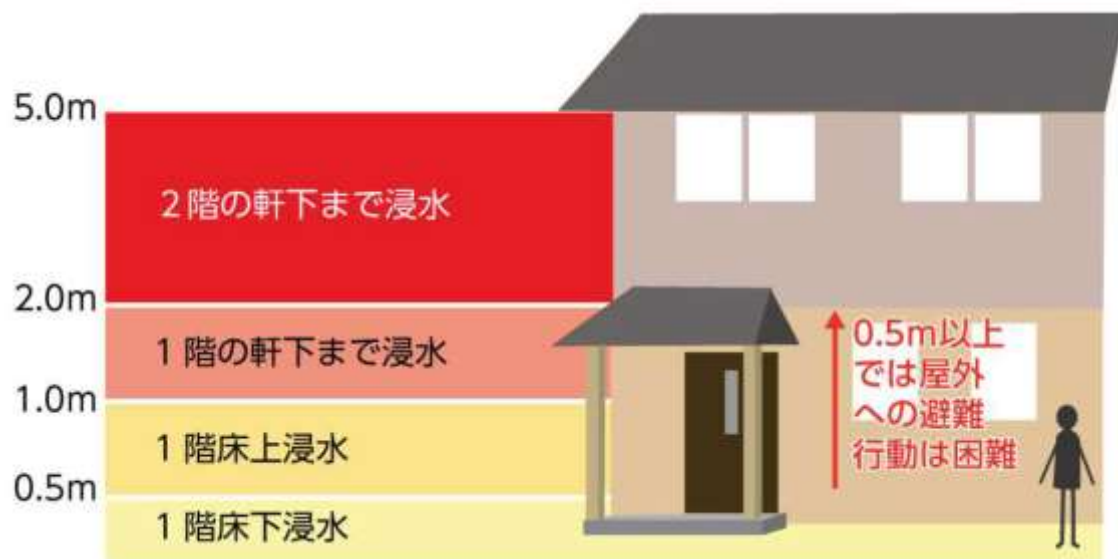 5.0m
2階の軒下まで浸水
2.0m
1階の軒下まで浸水
1.0m
1階床上浸水
0.5m
1階床下浸水
0.5m以上
では屋外
への避難
行動は困難